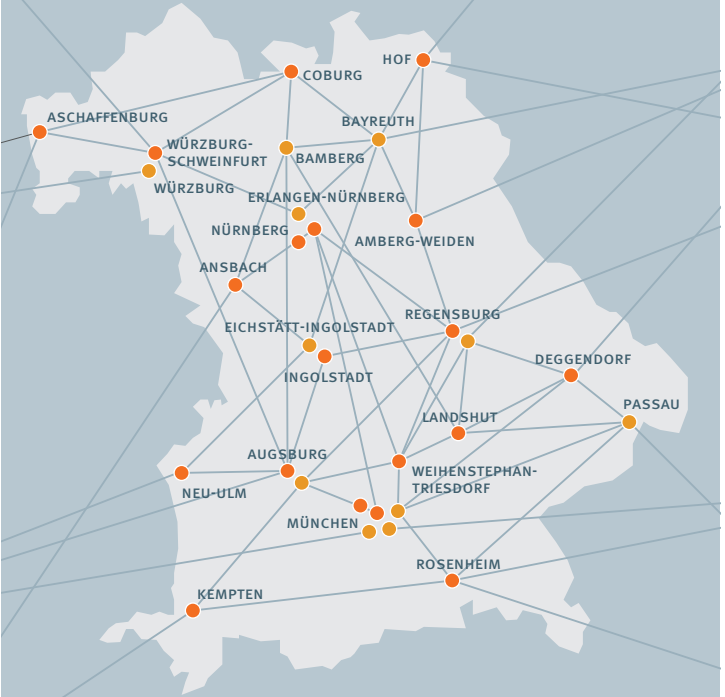 HOF
COBURG
ASCHAFFENBURG
BAYREUTH
WÜRZBURG-
SCHWEINFURT
BAMBERG
WÜRZBURG
ERLANGEN-NÜRNBERG
NÜRNBERG
AMBERG-WEIDEN
ANSBACH
REGENSBURG
EICHSTÄTT-INGOLSTADT
DEGGENDORF
INGOLSTADT
PASSAU
LANDSHUT
AUGSBURG
WEIHENSTEPHAN-
TRIESDORF
NEU-ULM
MÜNCHEN
ROSENHEIM
KEMPTEN